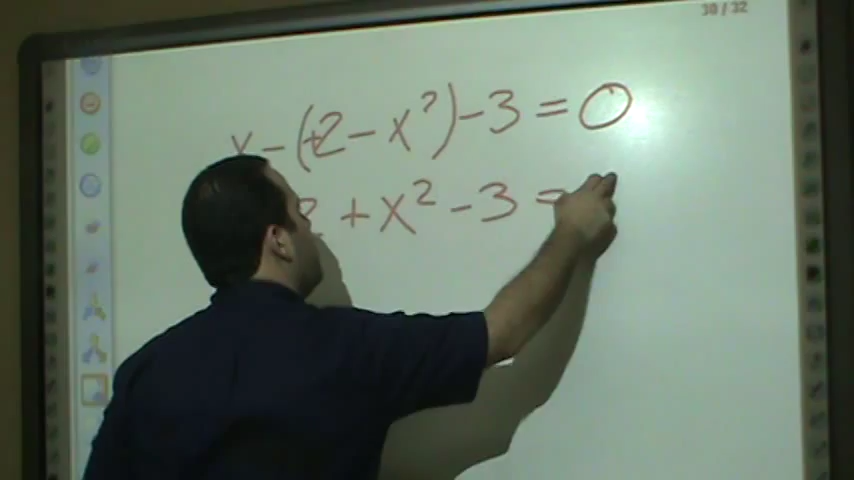 30/32
x-(+2-x²)-3=0
2+x²-3=